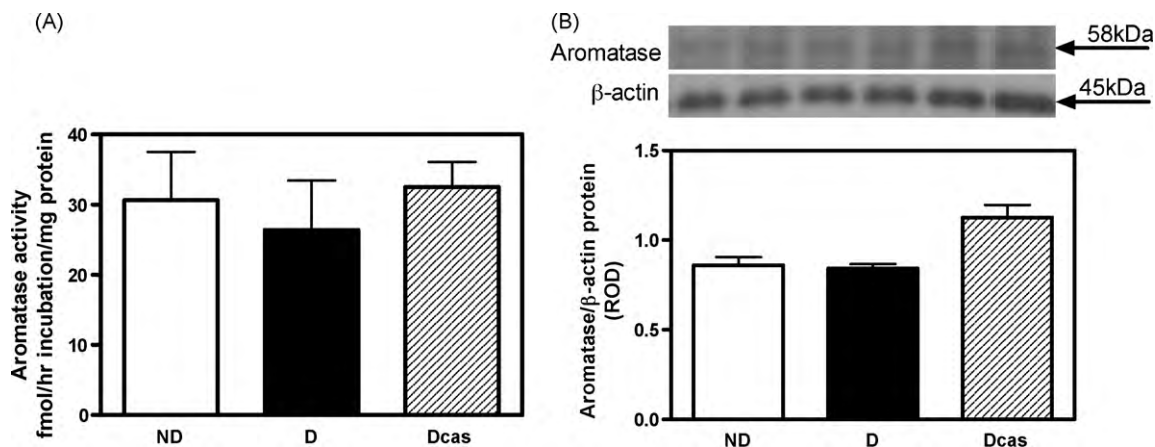 (A)
Aromatase activity
fmol/hr incubation/mg protein
40
30
20
10
0
ND D Dcas
(B)
Aromatase
58kDa
β-actin
45kDa
Aromatase/β-actin protein
(ROD)
1.5
1.0
0.5
0.0
ND D Dcas